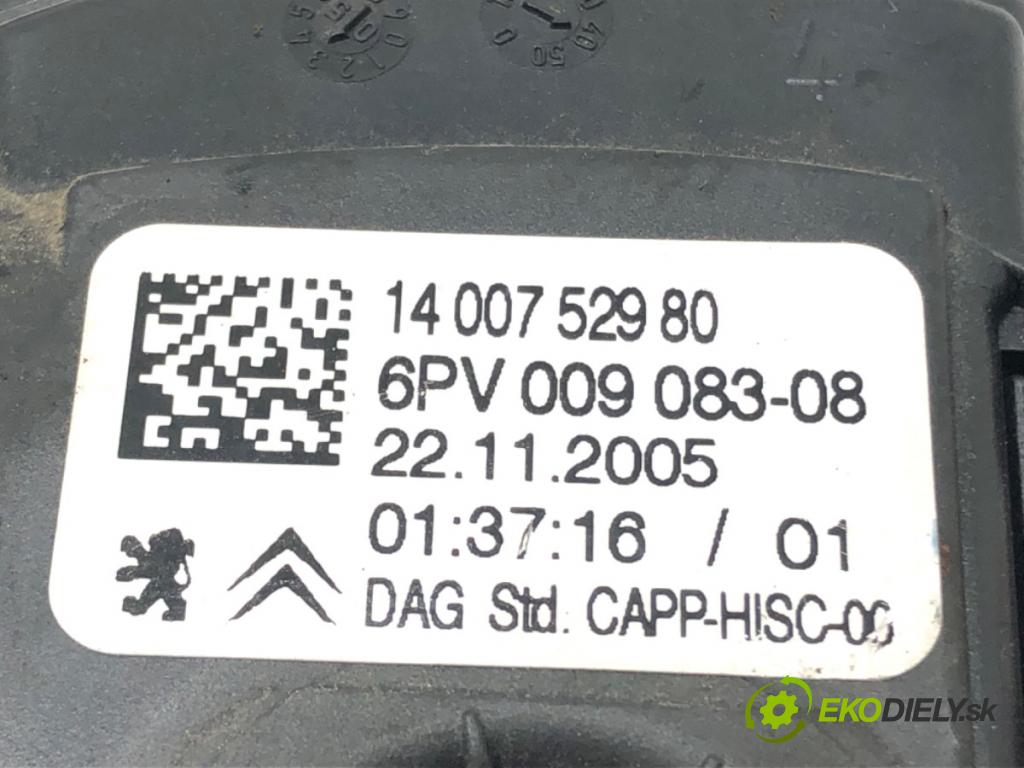 14 007 529 80
6PV 009 083-08
22.11.2005
01:37:16 / 01
DAG Std. CAPP-HISC-00
EKODIELY.sk